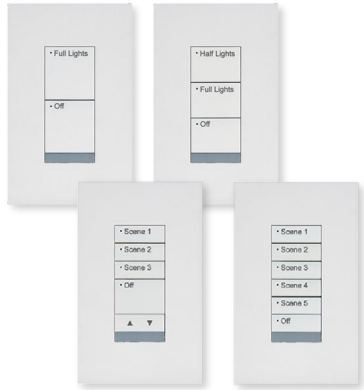 • Full Lights
• Off
• Half Lights
• Full Lights
• Off
• Scene 1
• Scene 2
• Scene 3
• Off
▲ ▼
• Scene 1
• Scene 2
• Scene 3
• Scene 4
• Scene 5
• Off